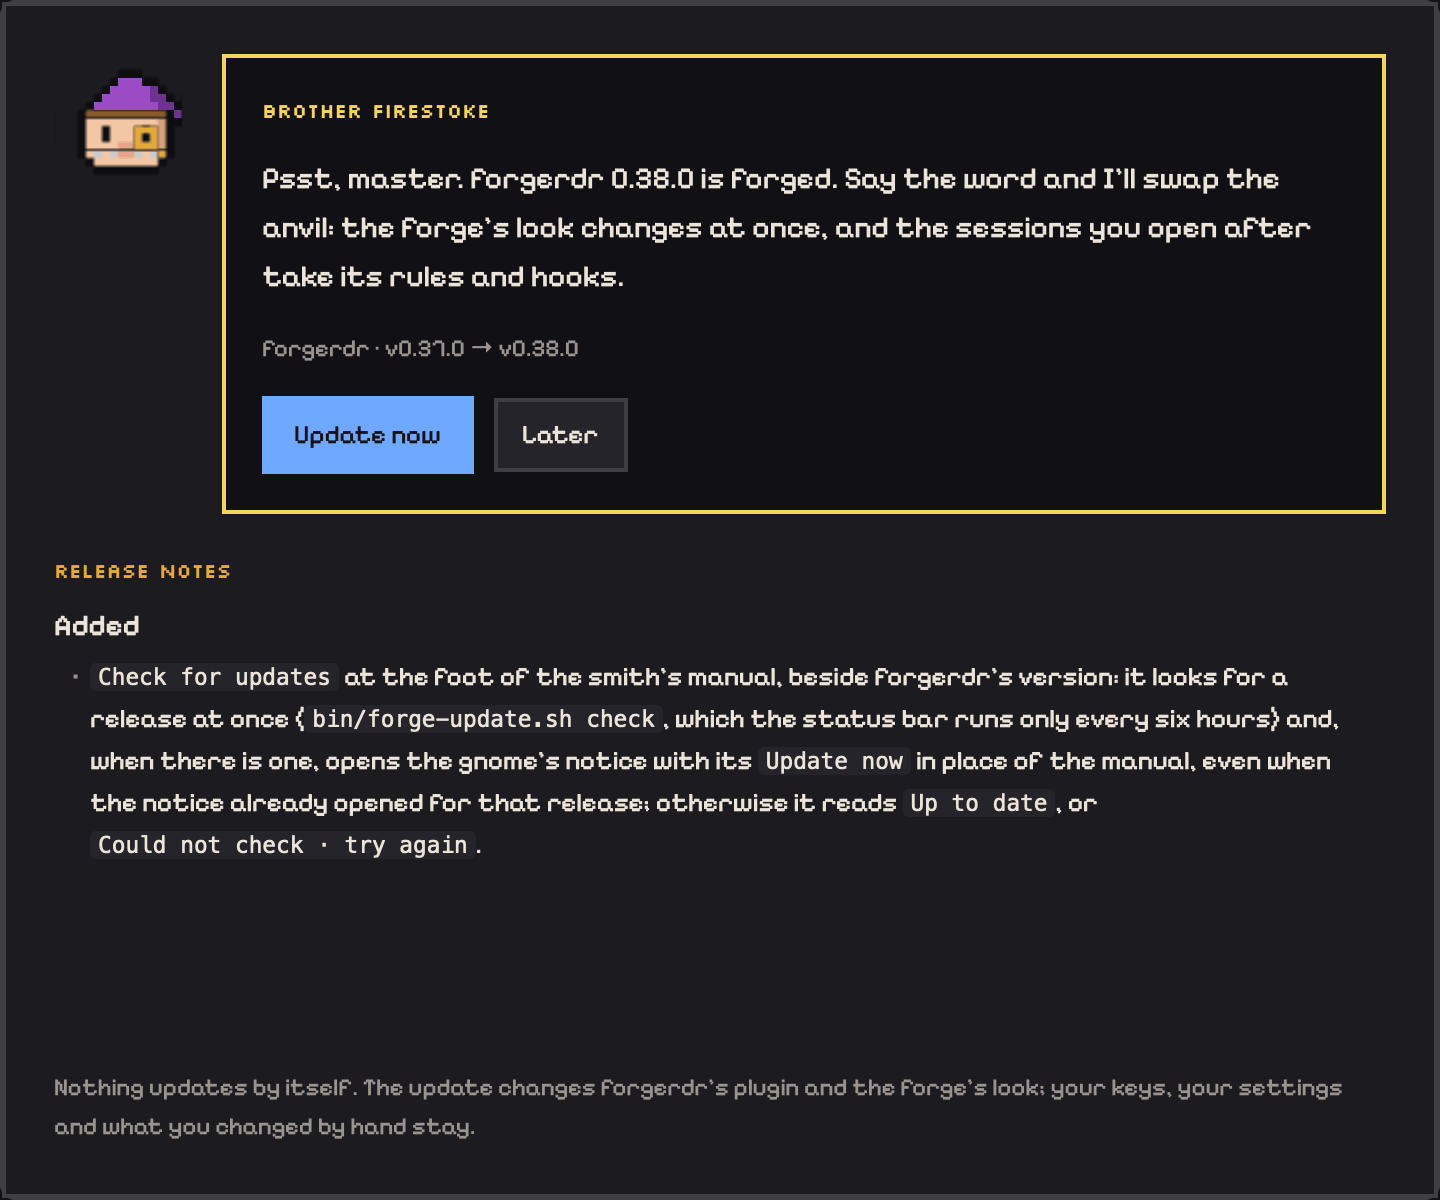 BROTHER FIRESTOKE
Psst, master. Forgerdr 0.38.0 is forged. Say the word and I'll swap the
anvil: the forge's look changes at once, and the sessions you open after
take its rules and hooks.
forgerdr · v0.37.0 → v0.38.0
Update now
Later
RELEASE NOTES
Added
· Check for updates at the foot of the smith's manual, beside forgerdr's version: it looks for a
release at once (bin/forge-update.sh check, which the status bar runs only every six hours) and,
when there is one, opens the gnome's notice with its Update now in place of the manual, even when
the notice already opened for that release; otherwise it reads Up to date, or
Could not check · try again.
Nothing updates by itself. The update changes forgerdr's plugin and the forge's look; your keys, your settings
and what you changed by hand stay.